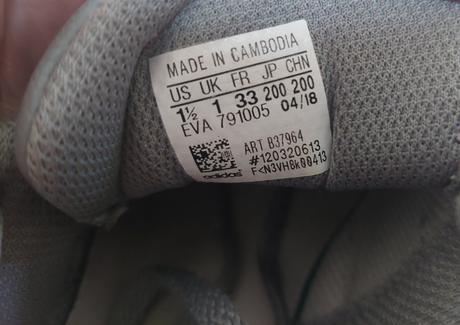 MADE IN CAMBODIA
US UK FR JP CHN
1½ 1 33 200 200
EVA 791005 04/18
ART B37964
#120320613
F<N3VHBk00413
adidas